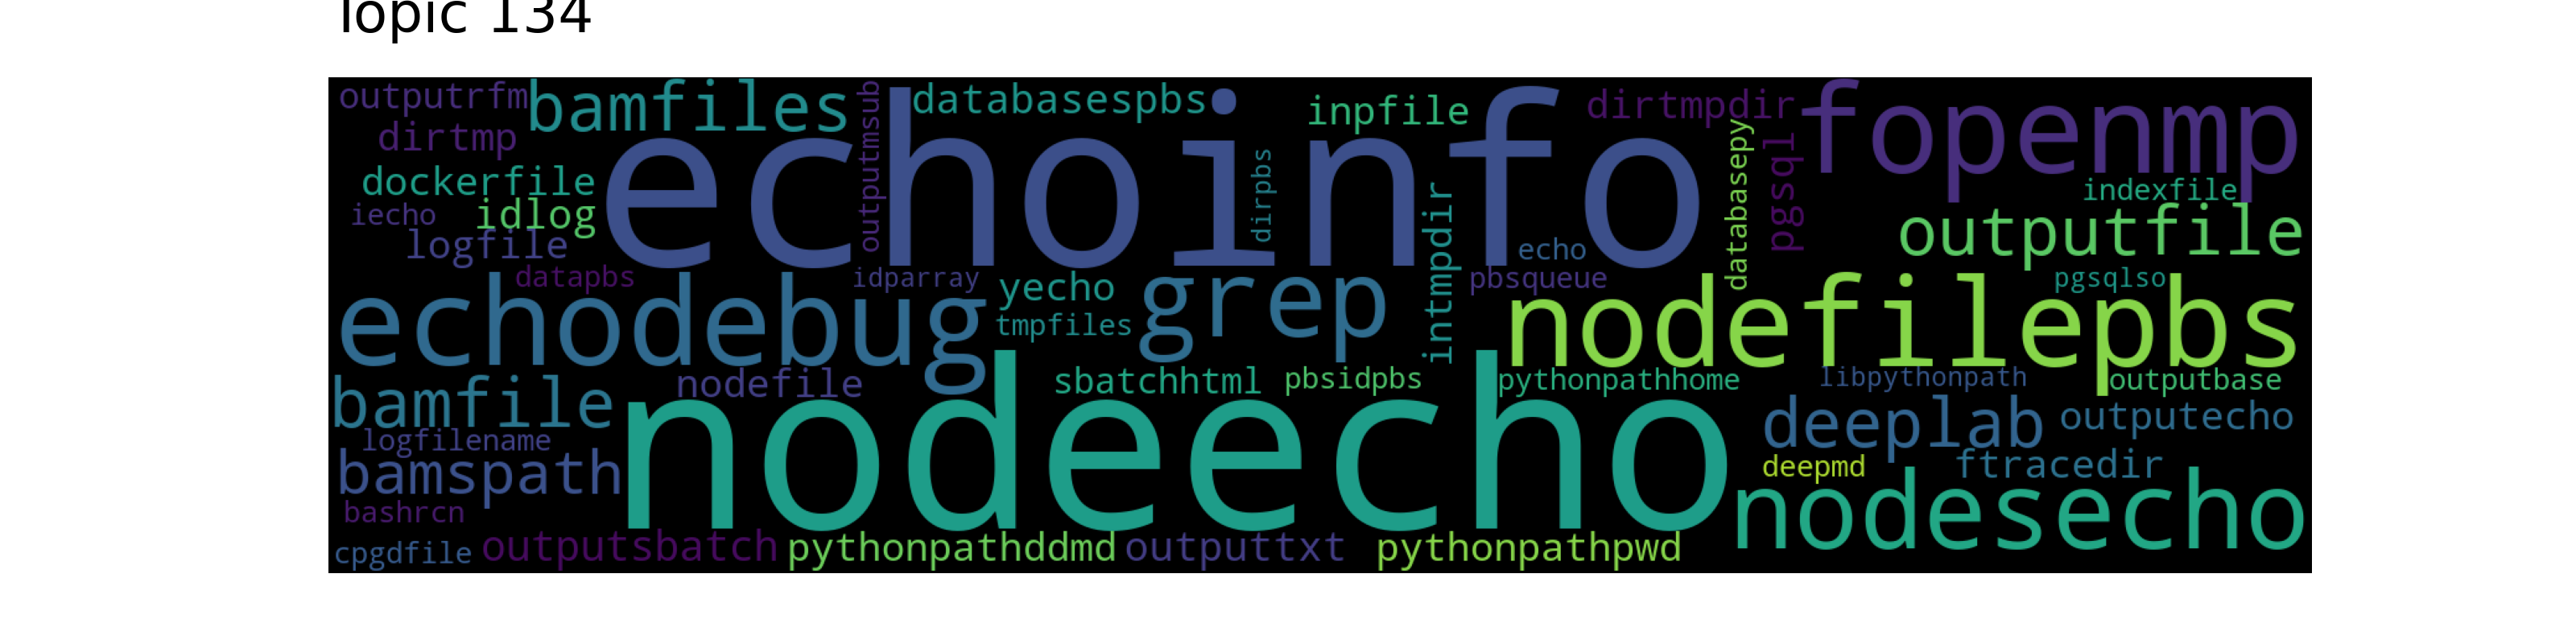 Topic 134
outputrfm bamfiles outputmsub databasespbs inpfile dirtmpdir fopenmp
dirtmp echoinfo databasepy pgsql
dockerfile dirpbs intmpdir indexfile
iecho idlog outputfile
logfile echo
datapbs idparray yecho grep pbsqueue pgsqlso
echodebug tmpfiles nodefilepbs
bamfile nodefile sbatchhtml pbsidpbs pythonpathhome libpythonpath outputbase
logfilename nodeecho deeplab outputecho
bamspath deepmd ftracedir
bashrcn nodesecho
cpgdfile outputsbatch pythonpathddmd outputtxt pythonpathpwd